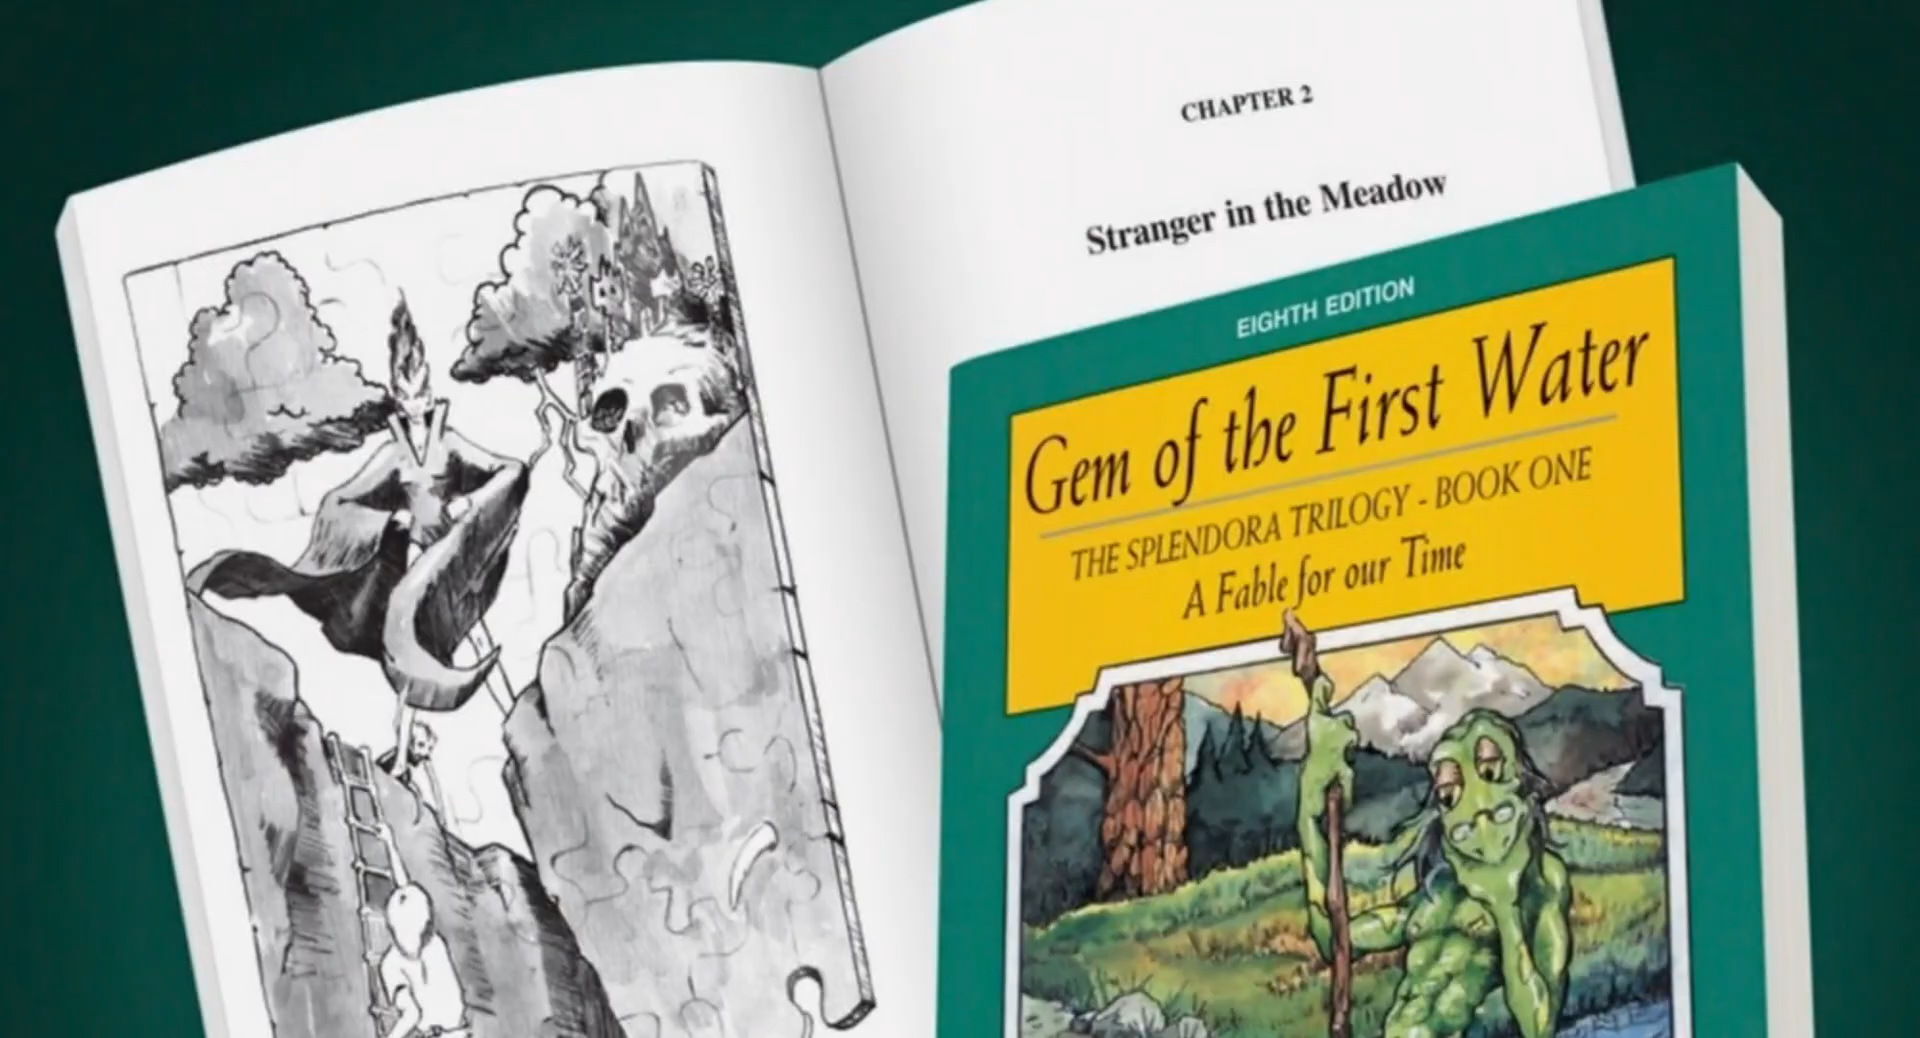 CHAPTER 2
Stranger in the Meadow
EIGHTH EDITION
Gem of the First Water
THE SPLENDORA TRILOGY - BOOK ONE
A Fable for our Time